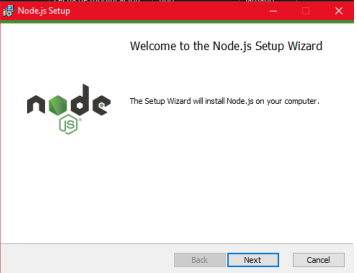 Node.js Setup
Welcome to the Node.js Setup Wizard
node
JS
The Setup Wizard will install Node.js on your computer.
Back Next Cancel